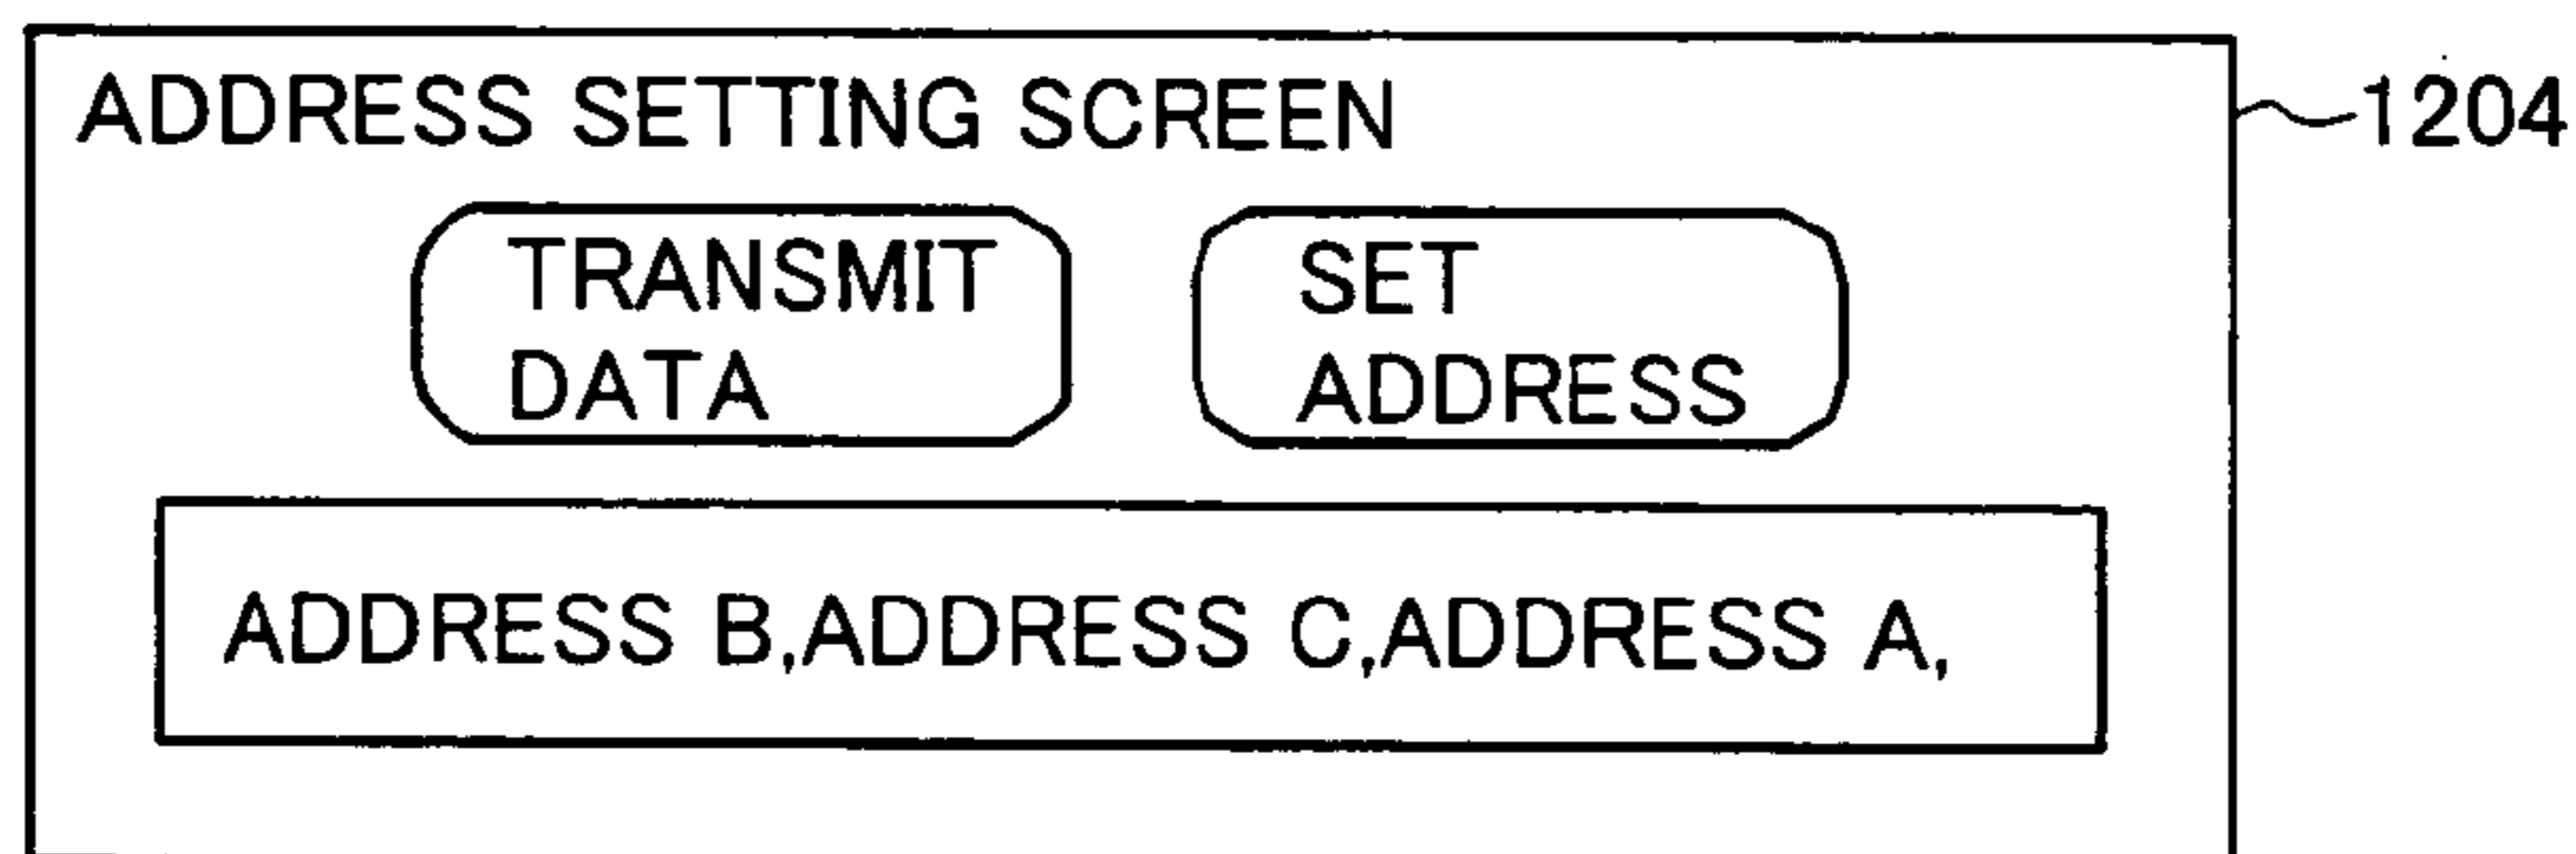 ADDRESS SETTING SCREEN
1204
TRANSMIT
DATA
SET
ADDRESS
ADDRESS B,ADDRESS C,ADDRESS A,